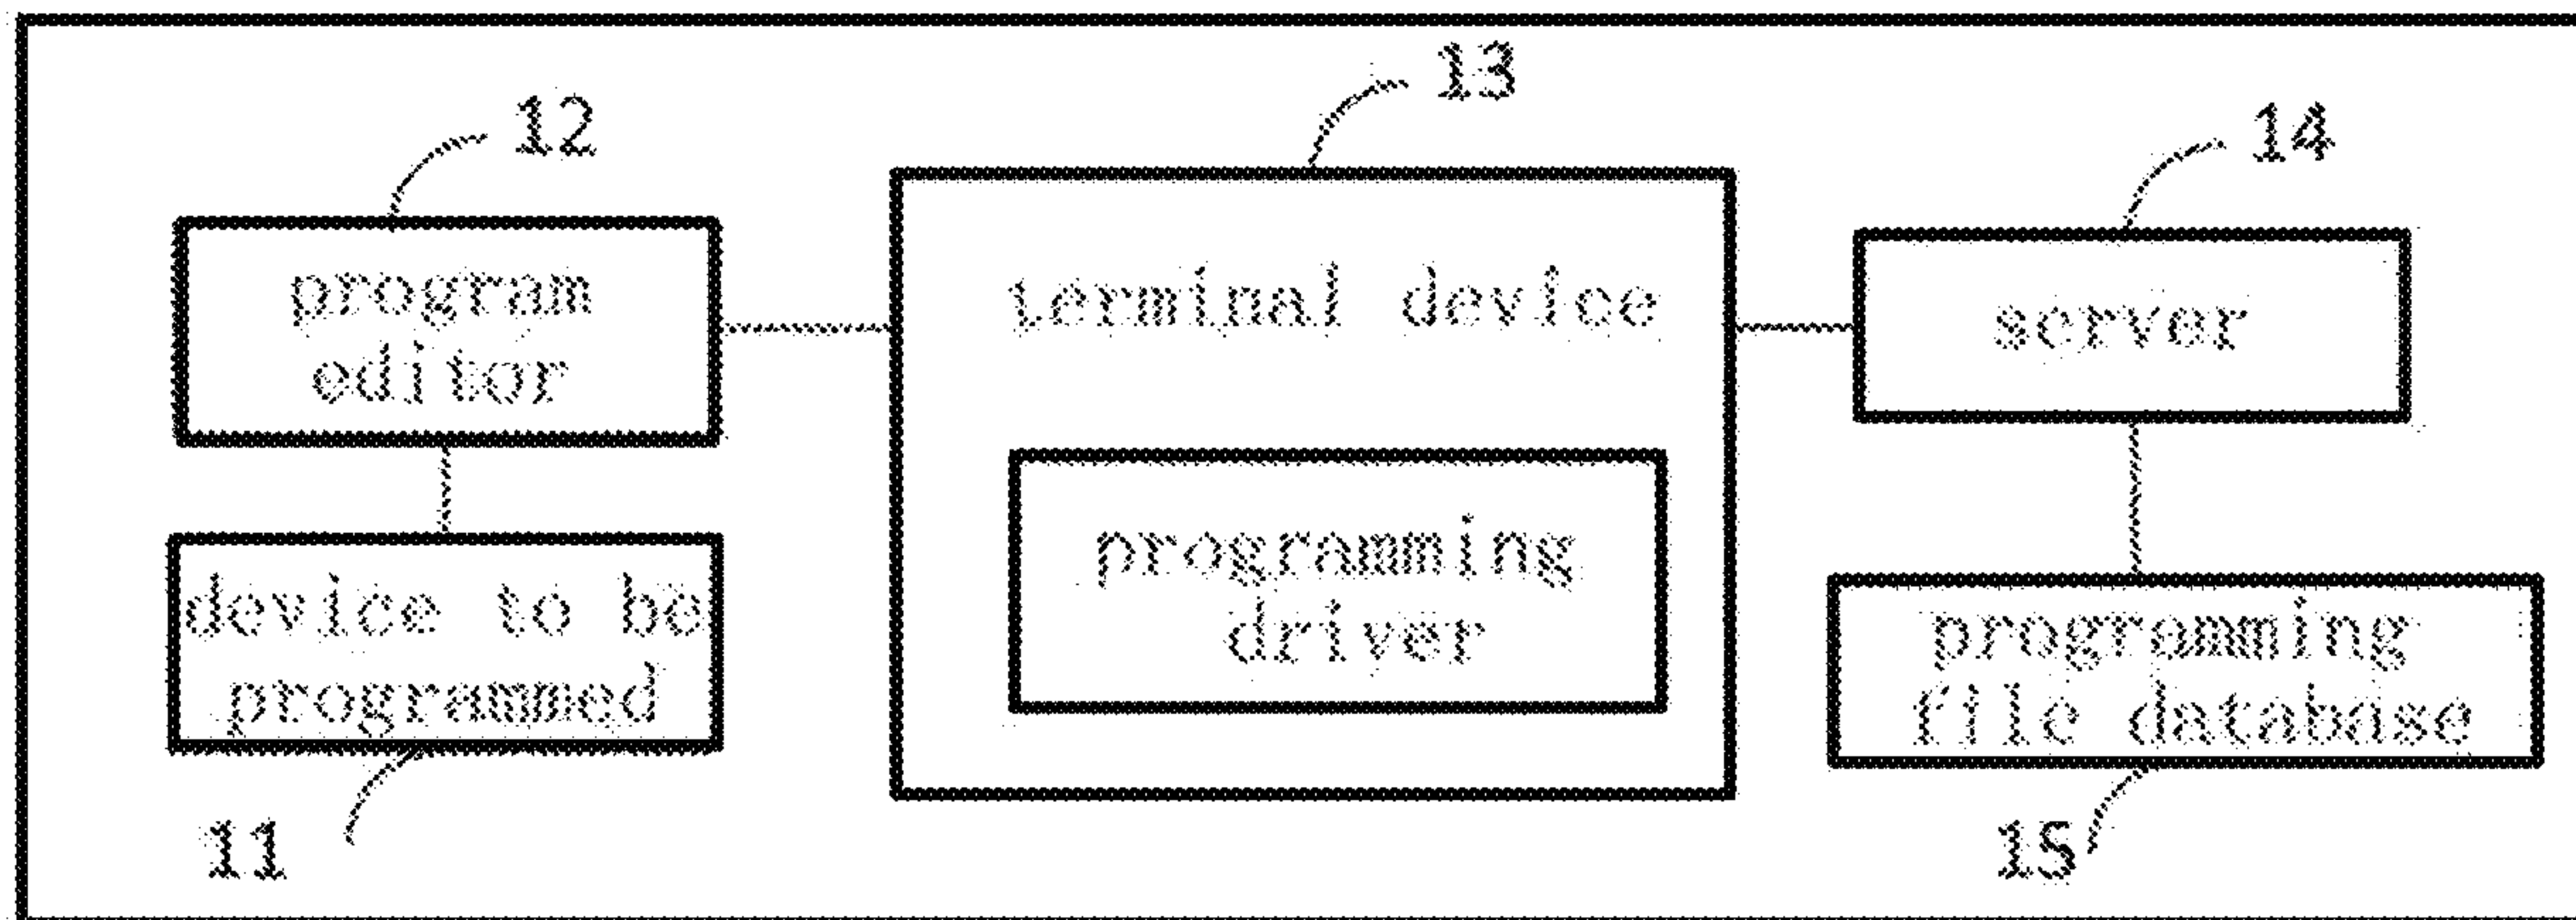 12
13
14
program
editor
terminal device
server
programming
driver
device to be
programmed
programming
file database
11
15